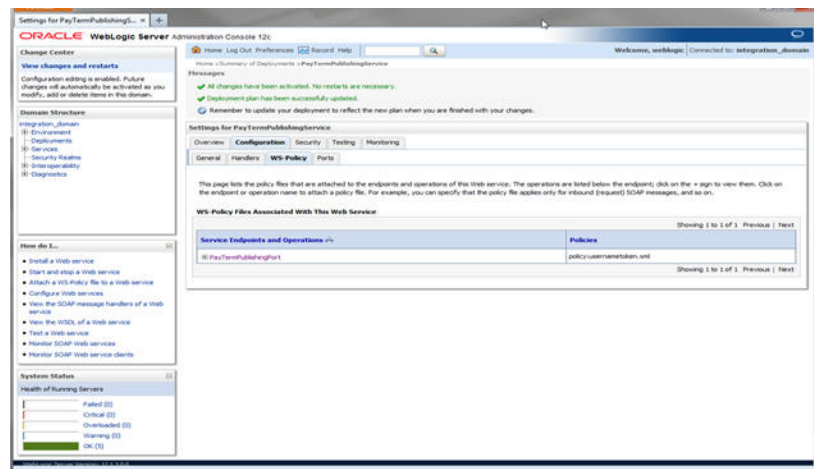 Settings for PayTermPublishingS...
ORACLE WebLogic Server Administration Console 12c
Change Center
View changes and restarts
Configuration editing is enabled. Future
changes will automatically be activated as you
modify, add or delete items in this domain.
Domain Structure
integration_domain
Environment
Deployments
Services
Security Realms
Interoperability
Diagnostics
How do I...
Install a Web service
Start and stop a Web service
Attach a WS-Policy file to a Web service
Configure Web services
View the SOAP message handlers of a Web
service
View the WSDL of a Web service
Test a Web service
Monitor SOAP Web services
Monitor SOAP Web service clients
System Status
Health of Running Servers
Failed (0)
Critical (0)
Overloaded (0)
Warning (0)
OK (5)
WebLogic Server Version: 12.1.3.0.0
Home Log Out Preferences Record Help
Welcome, weblogic Connected to: integration_domain
Home >Summary of Deployments >PayTermPublishingService
Messages
All changes have been activated. No restarts are necessary.
Deployment plan has been successfully updated.
Remember to update your deployment to reflect the new plan when you are finished with your changes.
Settings for PayTermPublishingService
Overview Configuration Security Testing Monitoring
General Handlers WS-Policy Ports
This page lists the policy files that are attached to the endpoints and operations of this Web service. The operations are listed below the endpoint; click on the + sign to view them. Click on
the endpoint or operation name to attach a policy file. For example, you can specify that the policy file applies only for inbound (request) SOAP messages, and so on.
WS-Policy Files Associated With This Web Service
Showing 1 to 1 of 1 Previous | Next
Service Endpoints and Operations Policies
PayTermPublishingPort policy:usernametoken.xml
Showing 1 to 1 of 1 Previous | Next